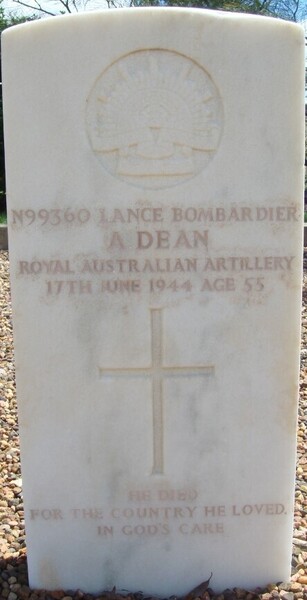 N99360 LANCE BOMBARDIER
A DEAN
ROYAL AUSTRALIAN ARTILLERY
17TH JUNE 1944 AGE 55
HE DIED
FOR THE COUNTRY HE LOVED.
IN GOD'S CARE